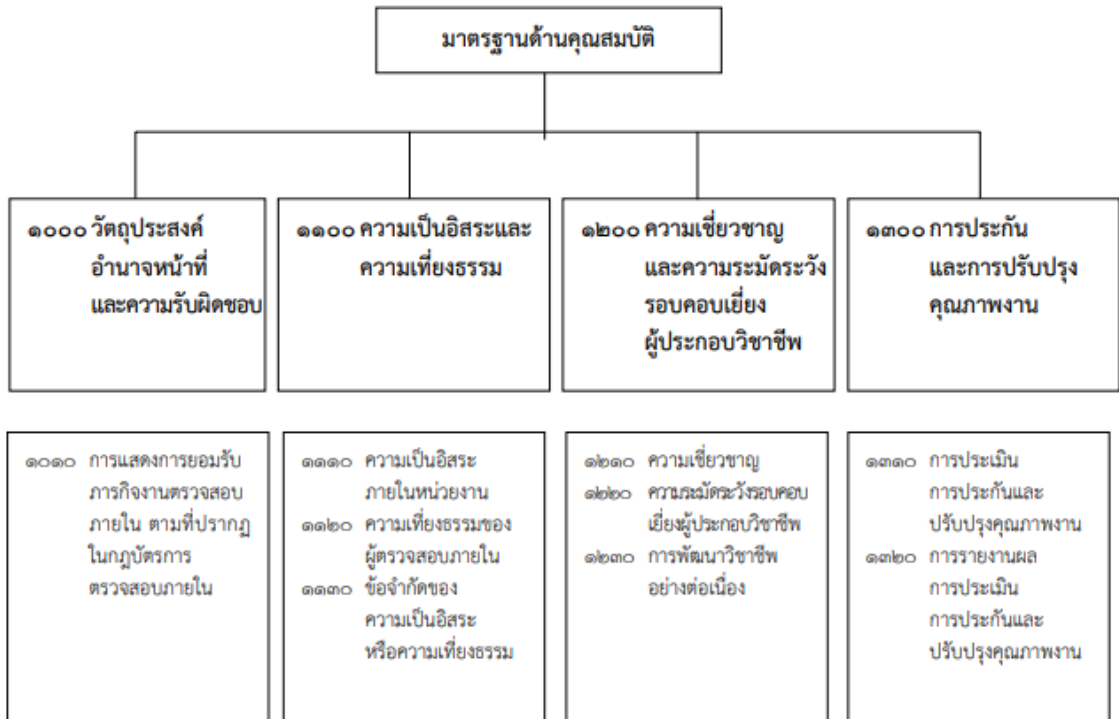 มาตรฐานด้านคุณสมบัติ
๑๐๐๐ วัตถุประสงค์
อำนาจหน้าที่
และความรับผิดชอบ
๑๑๐๐ ความเป็นอิสระและ
ความเที่ยงธรรม
๑๒๐๐ ความเชี่ยวชาญ
และความระมัดระวัง
รอบคอบเยี่ยง
ผู้ประกอบวิชาชีพ
๑๓๐๐ การประกัน
และการปรับปรุง
คุณภาพงาน
๑๐๑๐ การแสดงการยอมรับ
ภารกิจงานตรวจสอบ
ภายใน ตามที่ปรากฏ
ในกฎบัตรการ
ตรวจสอบภายใน
๑๑๑๐ ความเป็นอิสระ
ภายในหน่วยงาน
๑๑๒๐ ความเที่ยงธรรมของ
ผู้ตรวจสอบภายใน
๑๑๓๐ ข้อจำกัดของ
ความเป็นอิสระ
หรือความเที่ยงธรรม
๑๒๑๐ ความเชี่ยวชาญ
๑๒๒๐ ความระมัดระวังรอบคอบ
เยี่ยงผู้ประกอบวิชาชีพ
๑๒๓๐ การพัฒนาวิชาชีพ
อย่างต่อเนื่อง
๑๓๑๐ การประเมิน
การประกันและ
ปรับปรุงคุณภาพงาน
๑๓๒๐ การรายงานผล
การประเมิน
การประกันและ
ปรับปรุงคุณภาพงาน